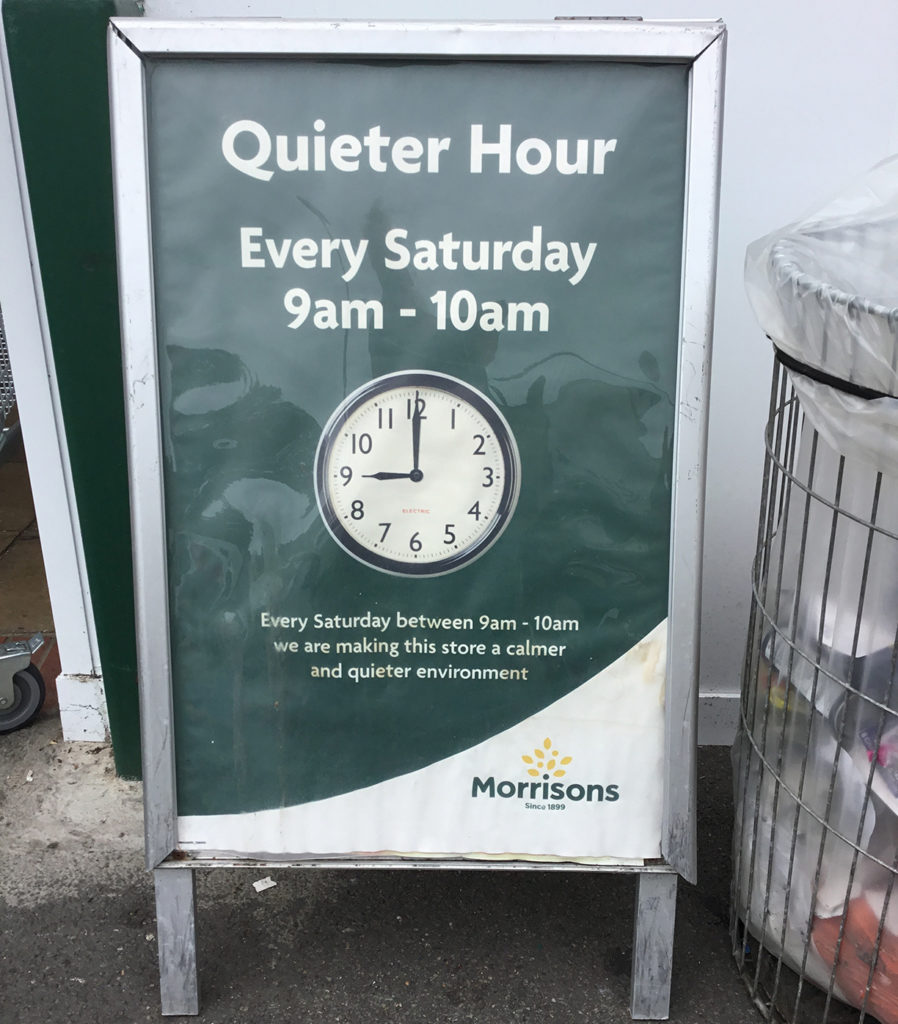 Quieter Hour
Every Saturday
9am - 10am
11 12 1
10 2
9 3
ELECTRIC
8 4
7 6 5
Every Saturday between 9am - 10am
we are making this store a calmer
and quieter environment
Morrisons
Since 1899